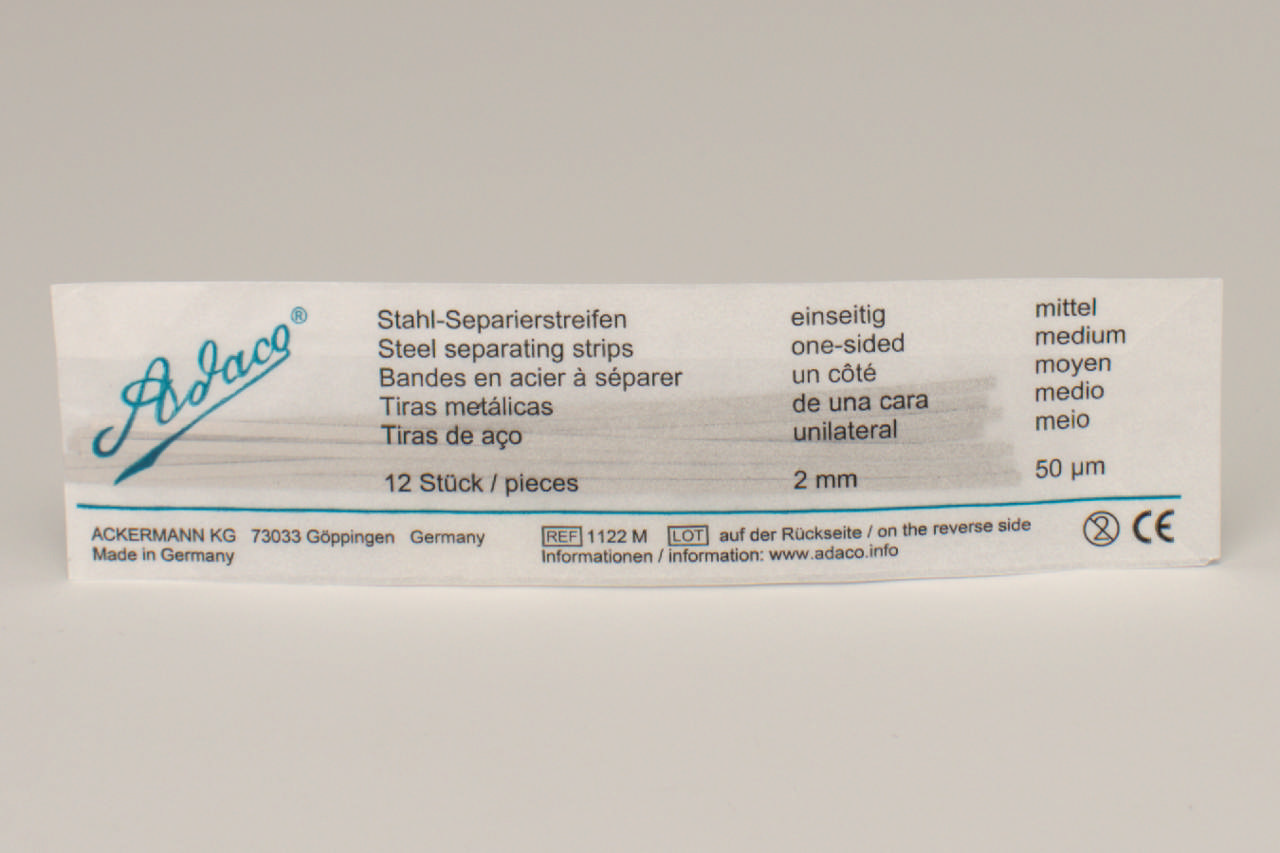 Adaco®
Stahl-Separierstreifen einseitig mittel
Steel separating strips one-sided medium
Bandes en acier à séparer un côté moyen
Tiras metálicas de una cara medio
Tiras de aço unilateral meio
12 Stück / pieces 2 mm 50 µm
ACKERMANN KG 73033 Göppingen Germany REF 1122 M LOT auf der Rückseite / on the reverse side 2 CE
Made in Germany Informationen / information: www.adaco.info